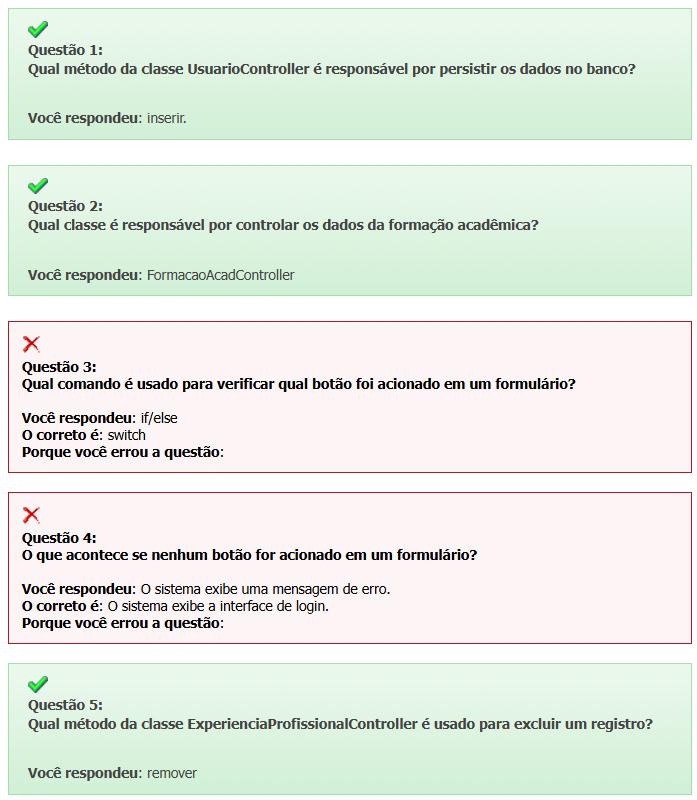 Questão 1:
Qual método da classe UsuarioController é responsável por persistir os dados no banco?
Você respondeu: inserir.
Questão 2:
Qual classe é responsável por controlar os dados da formação acadêmica?
Você respondeu: FormacaoAcadController
Questão 3:
Qual comando é usado para verificar qual botão foi acionado em um formulário?
Você respondeu: if/else
O correto é: switch
Porque você errou a questão:
Questão 4:
O que acontece se nenhum botão for acionado em um formulário?
Você respondeu: O sistema exibe uma mensagem de erro.
O correto é: O sistema exibe a interface de login.
Porque você errou a questão:
Questão 5:
Qual método da classe ExperienciaProfissionalController é usado para excluir um registro?
Você respondeu: remover